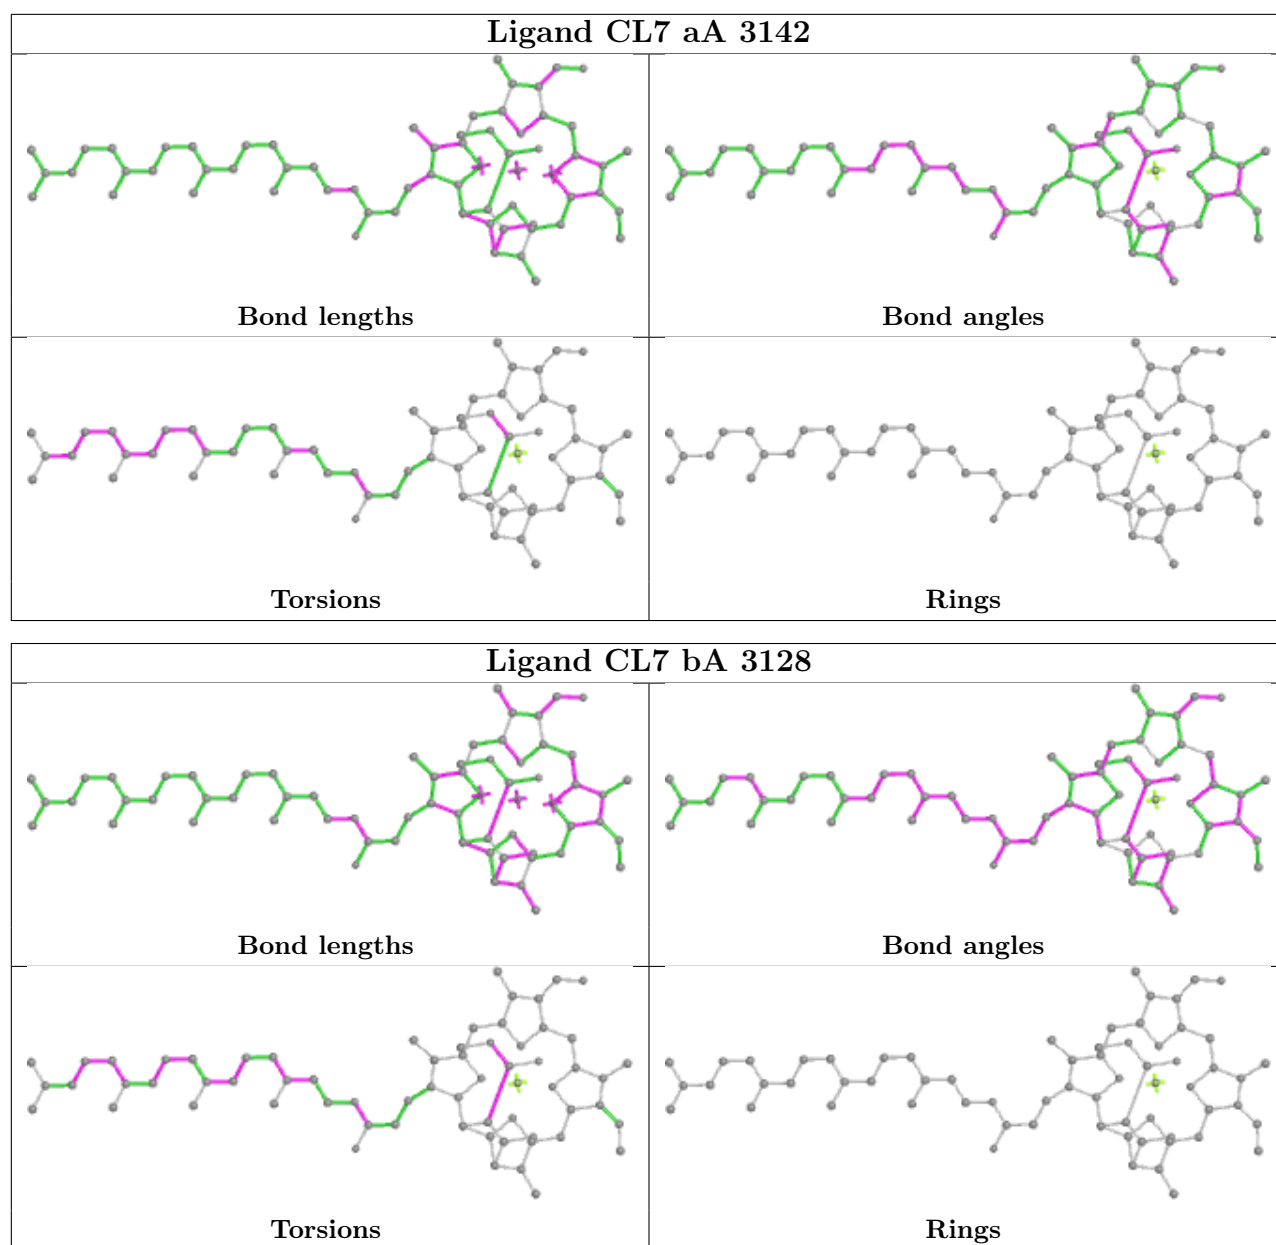 Ligand CL7 aA 3142
Bond lengths
Bond angles
Torsions
Rings
Ligand CL7 bA 3128
Bond lengths
Bond angles
Torsions
Rings